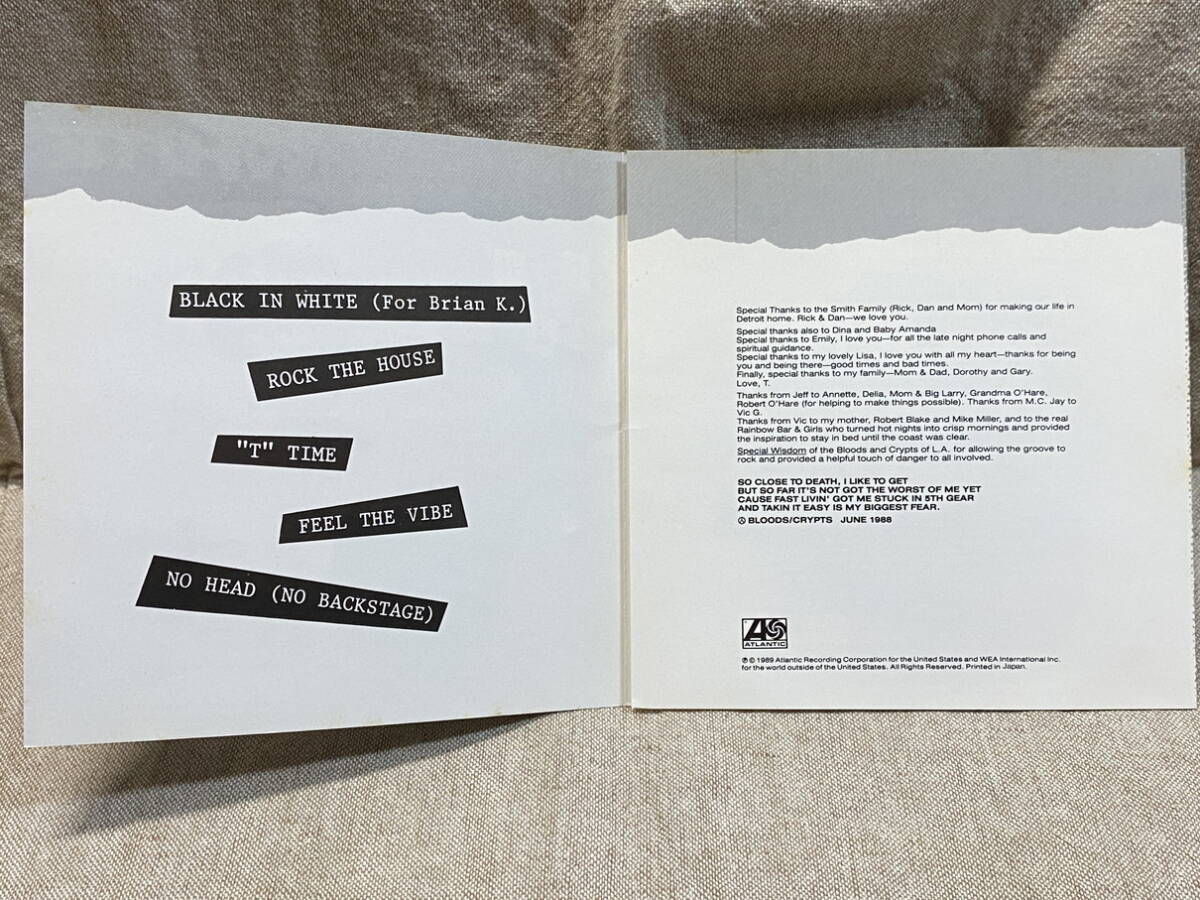 BLACK IN WHITE (For Brian K.)
ROCK THE HOUSE
"T" TIME
FEEL THE VIBE
NO HEAD (NO BACKSTAGE)
Special Thanks to the Smith Family (Rick, Dan and Mom) for making our life in
Detroit home. Rick & Dan—we love you.
Special thanks also to Dina and Baby Amanda
Special thanks to Emily, I love you—for all the late night phone calls and
spiritual guidance.
Special thanks to my lovely Lisa, I love you with all my heart—thanks for being
you and being there—good times and bad times.
Finally, special thanks to my family—Mom & Dad, Dorothy and Gary.
Love, T.
Thanks from Jeff to Annette, Delia, Mom & Big Larry, Grandma O'Hare,
Robert O'Hare (for helping to make things possible). Thanks from M.C. Jay to
Vic G.
Thanks from Vic to my mother, Robert Blake and Mike Miller, and to the real
Rainbow Bar & Girls who turned hot nights into crisp mornings and provided
the inspiration to stay in bed until the coast was clear.
Special Wisdom of the Bloods and Crypts of L.A. for allowing the groove to
rock and provided a helpful touch of danger to all involved.
SO CLOSE TO DEATH, I LIKE TO GET
BUT SO FAR IT'S NOT GOT THE WORST OF ME YET
CAUSE FAST LIVIN' GOT ME STUCK IN 5TH GEAR
AND TAKIN IT EASY IS MY BIGGEST FEAR.
Ⓐ BLOODS/CRYPTS JUNE 1988
ATLANTIC
℗ © 1989 Atlantic Recording Corporation for the United States and WEA International Inc.
for the world outside of the United States. All Rights Reserved. Printed in Japan.